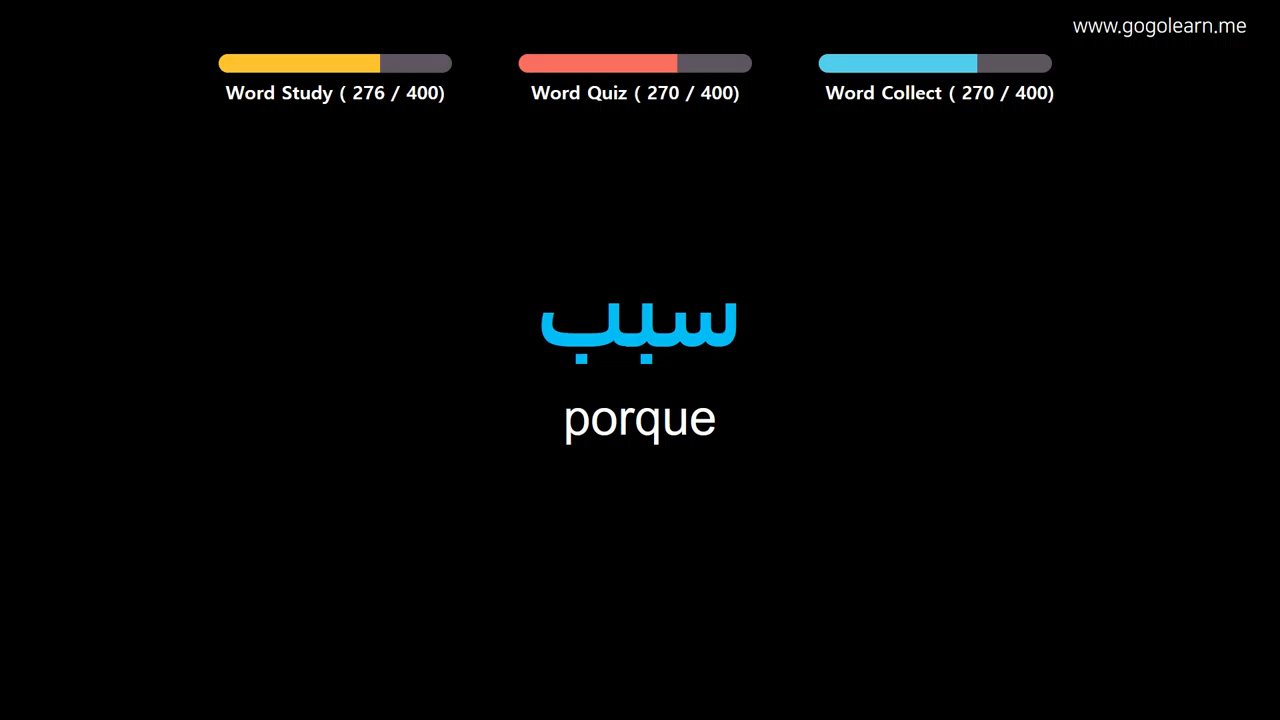 www.gogolearn.me
Word Study ( 276 / 400)
Word Quiz ( 270 / 400)
Word Collect ( 270 / 400)
سبب
porque